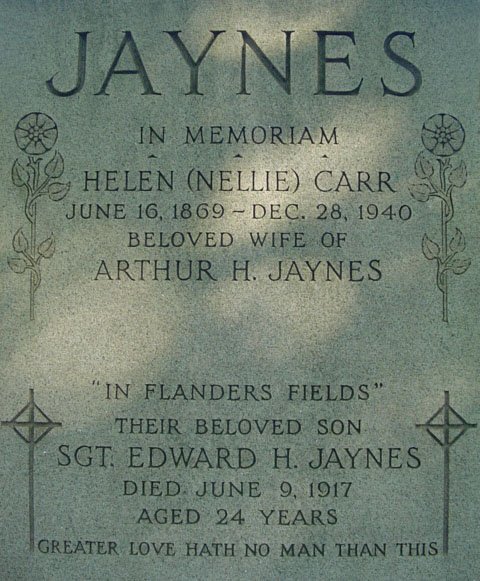 JAYNES
IN MEMORIAM
HELEN (NELLIE) CARR
JUNE 16, 1869 - DEC. 28, 1940
BELOVED WIFE OF
ARTHUR H. JAYNES
"IN FLANDERS FIELDS"
THEIR BELOVED SON
SGT. EDWARD H. JAYNES
DIED JUNE 9, 1917
AGED 24 YEARS
GREATER LOVE HATH NO MAN THAN THIS